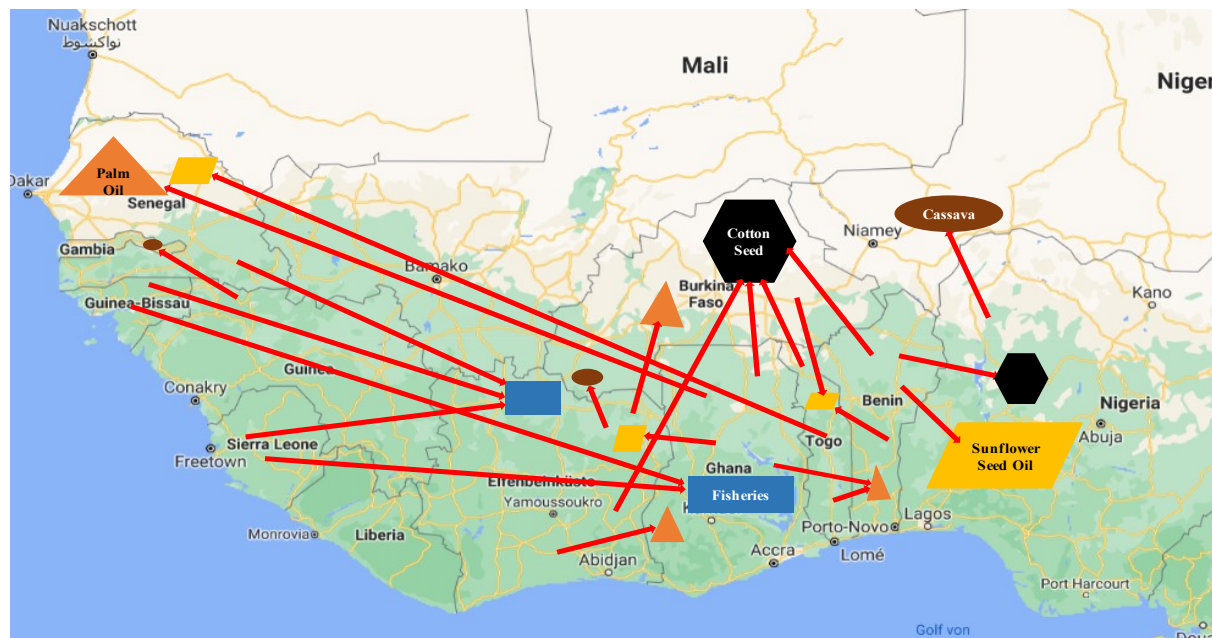 Nuakschott
نواكشوط
Mali
Niger
Palm
Oil
Dakar
Senegal
Cassava
Cotton
Seed
Niamey
Gambia
Bamako
Burkina
Faso
Kano
Guinea-Bissau
Guinea
Conakry
Benin
Nigeria
Abuja
Sierra Leone
Freetown
Togo
Sunflower
Seed Oil
Ghana
Elfenbeinküste
Fisheries
Yamoussoukro
Lagos
Porto-Novo
Monrovia
Liberia
Accra
Lomé
Abidjan
Port Harcourt
Golf von